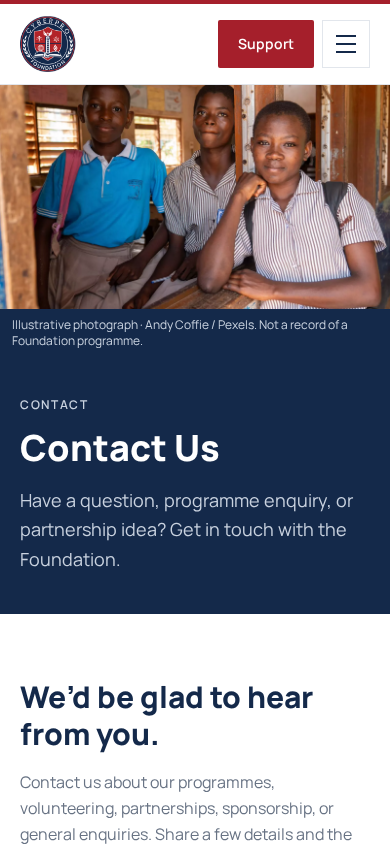 CYBERPRO
FOUNDATION
Support
Illustrative photograph · Andy Coffie / Pexels. Not a record of a
Foundation programme.
CONTACT
Contact Us
Have a question, programme enquiry, or
partnership idea? Get in touch with the
Foundation.
We’d be glad to hear
from you.
Contact us about our programmes,
volunteering, partnerships, sponsorship, or
general enquiries. Share a few details and the